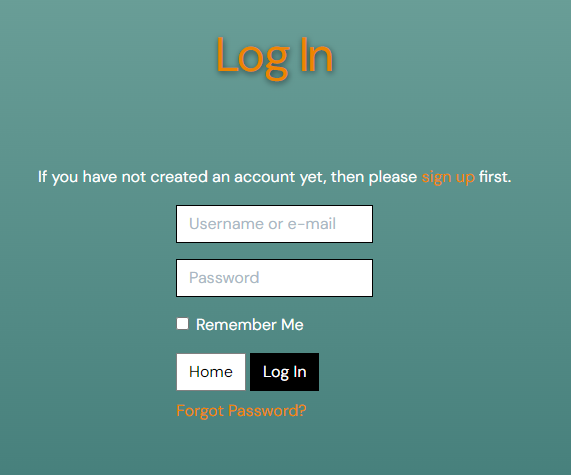 Log In
If you have not created an account yet, then please sign up first.
Username or e-mail
Password
Remember Me
Home Log In
Forgot Password?